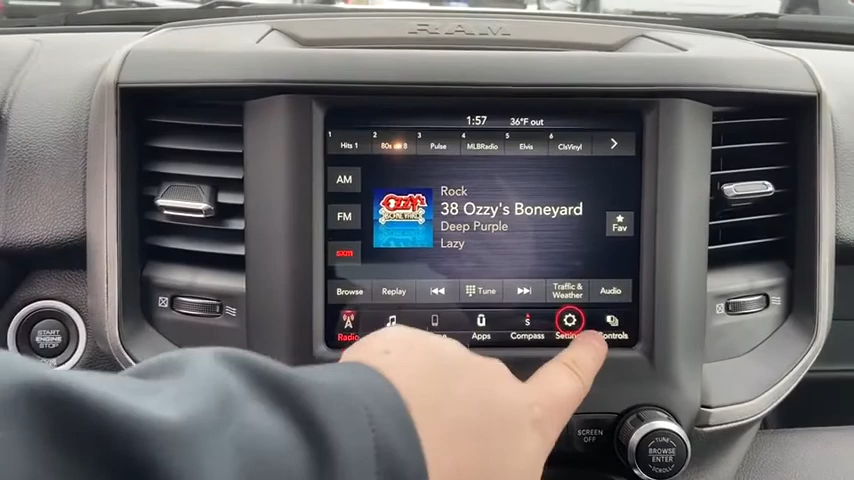 RAM
1:57 36°F out
1 2 3 4 5 6
Hits 1 80s Pulse MLBRadio Elvis ClsVinyl
AM
FM
SXM
OZZY'S
BONEYARD
Rock
38 Ozzy's Boneyard
Deep Purple
Lazy
Fav
Browse Replay Tune Traffic &
Weather
Audio
Radio Apps Compass Controls
S
START
ENGINE
STOP
SCREEN
OFF
TUNE
BROWSE
ENTER
SCROLL